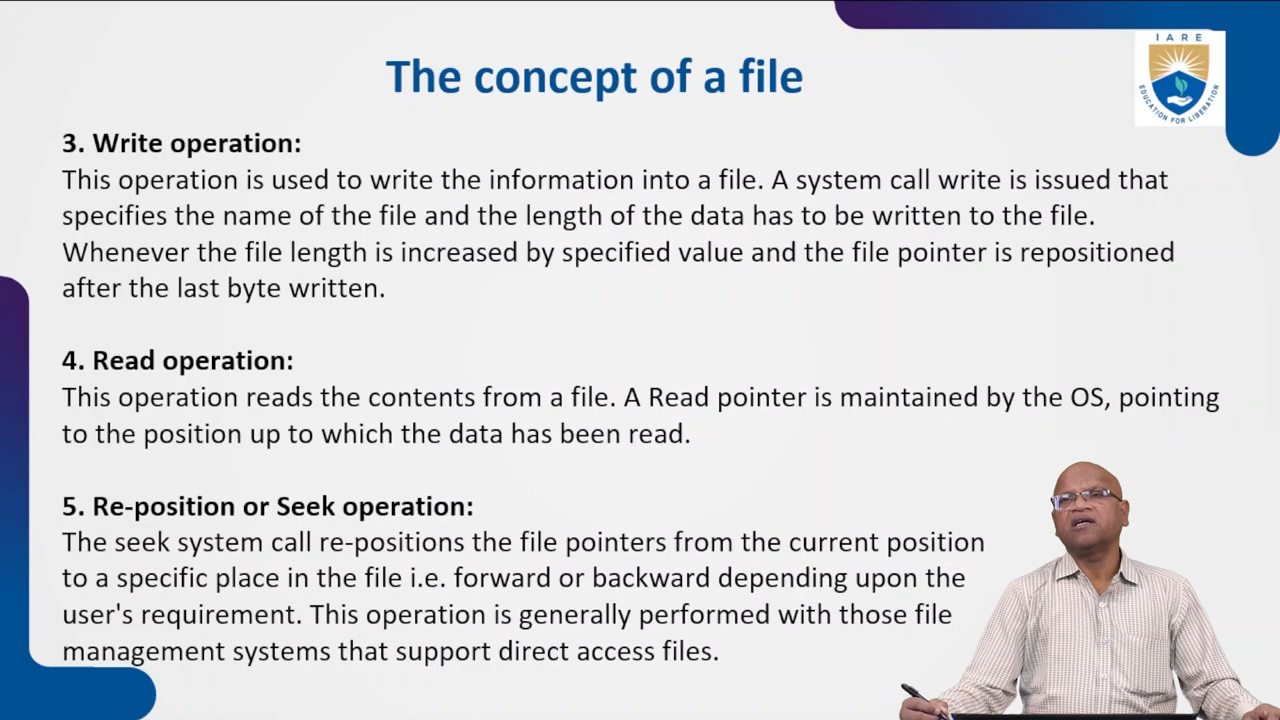 IARE
EDUCATION FOR LIBERATION
The concept of a file
3. Write operation:
This operation is used to write the information into a file. A system call write is issued that
specifies the name of the file and the length of the data has to be written to the file.
Whenever the file length is increased by specified value and the file pointer is repositioned
after the last byte written.
4. Read operation:
This operation reads the contents from a file. A Read pointer is maintained by the OS, pointing
to the position up to which the data has been read.
5. Re-position or Seek operation:
The seek system call re-positions the file pointers from the current position
to a specific place in the file i.e. forward or backward depending upon the
user's requirement. This operation is generally performed with those file
management systems that support direct access files.